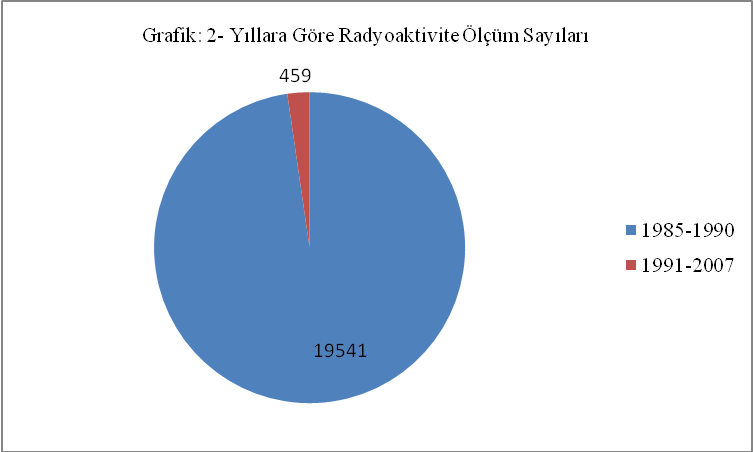 Grafik: 2- Yıllara Göre Radyoaktivite Ölçüm Sayıları
459
19541
1985-1990
1991-2007